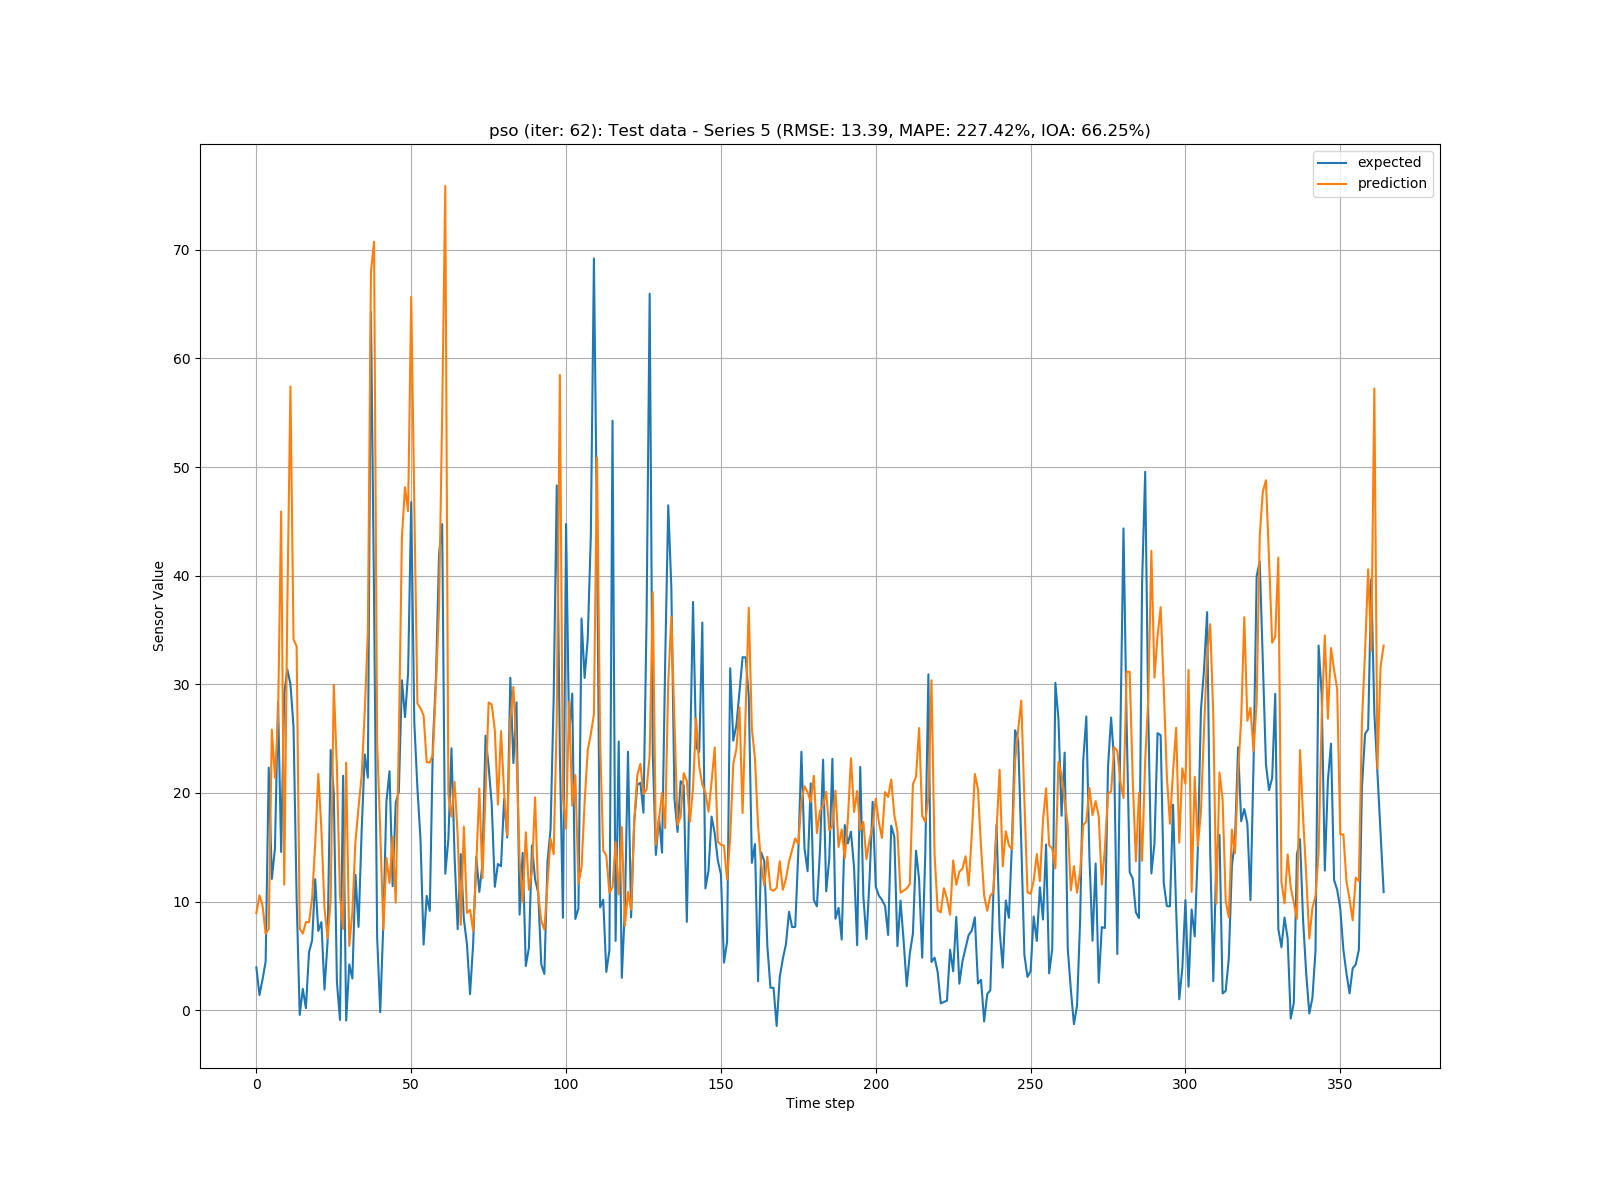 pso (iter: 62): Test data - Series 5 (RMSE: 13.39, MAPE: 227.42%, IOA: 66.25%)
expected
prediction
70
60
50
40
30
20
10
0
Sensor Value
0 50 100 150 200 250 300 350
Time step